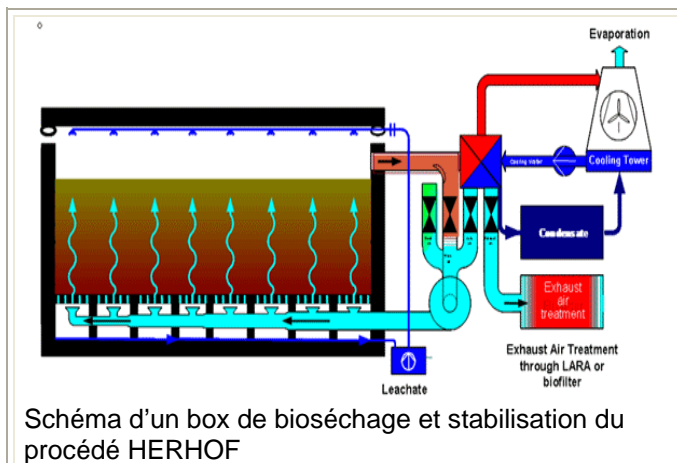 Evaporation
Cooling Water
Cooling Tower
Condensate
Exhaust
air
treatment
Leachate
Exhaust Air Treatment
through LARA or
biofilter
Schéma d'un box de bioséchage et stabilisation du
procédé HERHOF